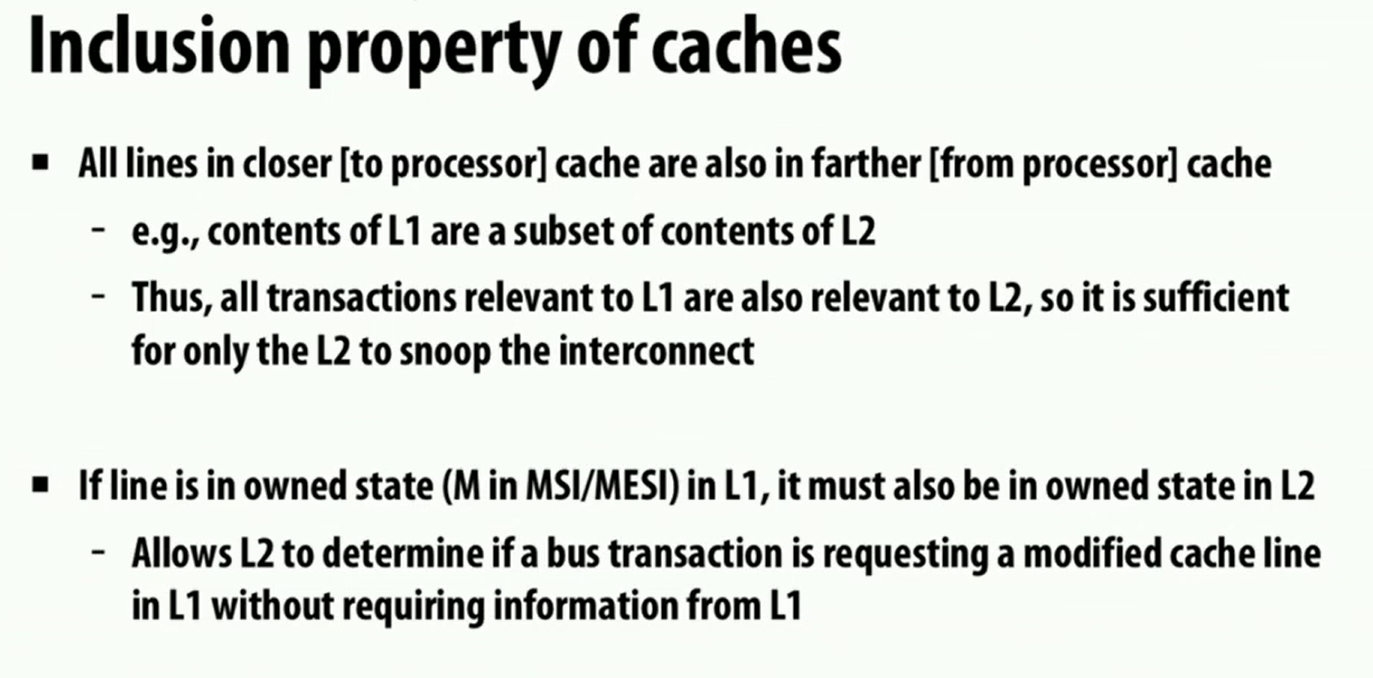 Inclusion property of caches
■ All lines in closer [to processor] cache are also in farther [from processor] cache
- e.g., contents of L1 are a subset of contents of L2
- Thus, all transactions relevant to L1 are also relevant to L2, so it is sufficient
for only the L2 to snoop the interconnect
■ If line is in owned state (M in MSI/MESI) in L1, it must also be in owned state in L2
- Allows L2 to determine if a bus transaction is requesting a modified cache line
in L1 without requiring information from L1